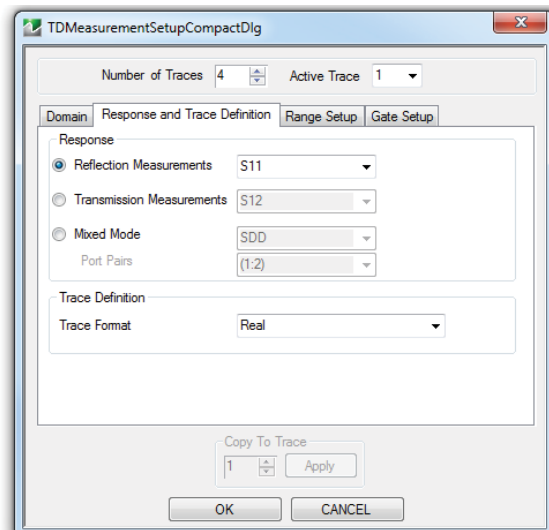 TDMeasurementSetupCompactDlg
Number of Traces 4 Active Trace 1
Domain Response and Trace Definition Range Setup Gate Setup
Response
Reflection Measurements S11
Transmission Measurements S12
Mixed Mode SDD
Port Pairs (1:2)
Trace Definition
Trace Format Real
Copy To Trace
1 Apply
OK CANCEL